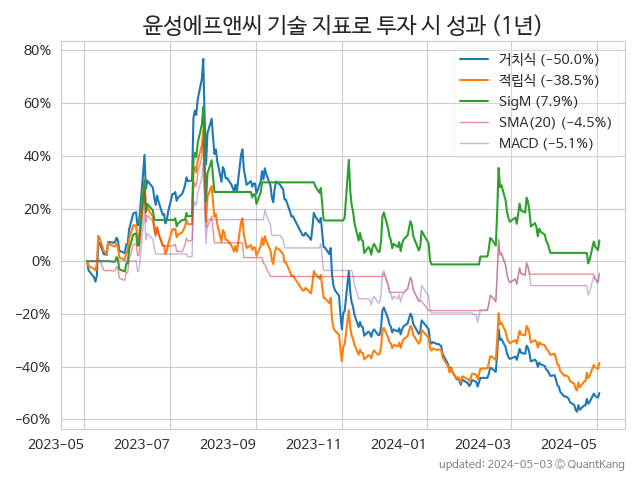 윤성에프앤씨 기술 지표로 투자 시 성과 (1년)
80%
60%
40%
20%
0%
−20%
−40%
−60%
거치식 (−50.0%)
적립식 (−38.5%)
SigM (7.9%)
SMA(20) (−4.5%)
MACD (−5.1%)
2023-05
2023-07
2023-09
2023-11
2024-01
2024-03
2024-05
updated: 2024-05-03 ⓒ QuantKang